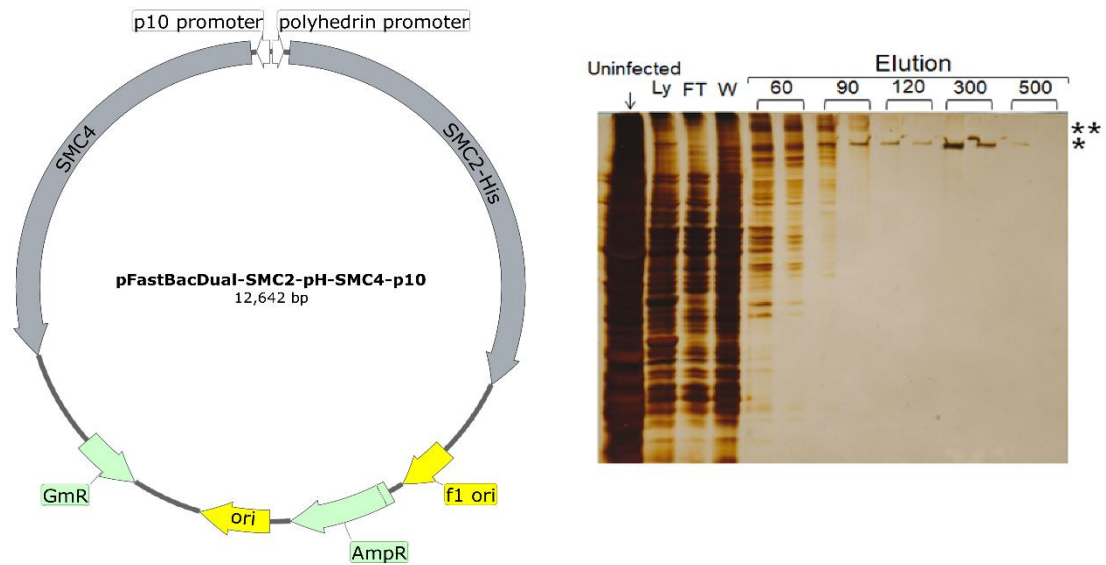 p10 promoter
polyhedrin promoter
SMC4
SMC2-His
pFastBacDual-SMC2-pH-SMC4-p10
12,642 bp
GmR
ori
AmpR
f1 ori
Elution
Uninfected
Ly FT W 60 90 120 300 500
**
*